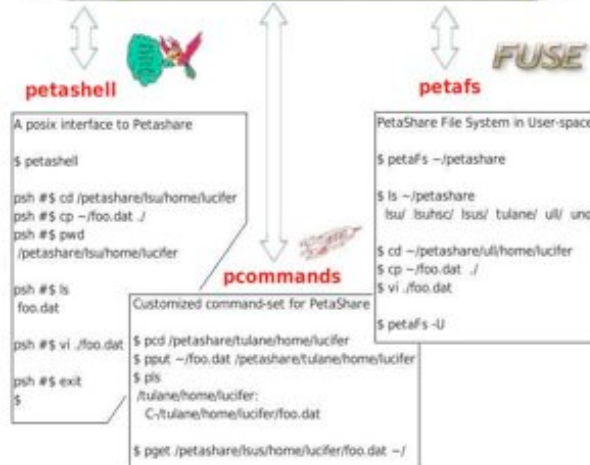 petashell
A posix interface to Petashare
$ petashell
psh #$ cd /petashare/lsu/home/lucifer
psh #$ cp ~/foo.dat ./
psh #$ pwd
/petashare/lsu/home/lucifer
psh #$ ls
foo.dat
psh #$ vi ./foo.dat
psh #$ exit
$
pcommands
Customized command-set for PetaShare
$ pcd /petashare/tulane/home/lucifer
$ pput ~/foo.dat /petashare/tulane/home/lucifer
$ pls
/tulane/home/lucifer:
C-/tulane/home/lucifer/foo.dat
$ pget /petashare/lsus/home/lucifer/foo.dat ~/
FUSE
petafs
PetaShare File System in User-space
$ petaFs ~/petashare
$ ls ~/petashare
lsu/ lsuhsc/ lsus/ tulane/ ull/ uno
$ cd ~/petashare/ull/home/lucifer
$ cp ~/foo.dat ./
$ vi ./foo.dat
$ petaFs -U